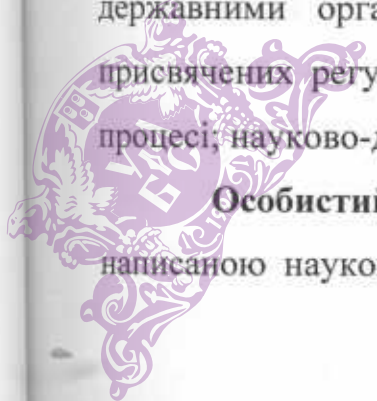 державними орга
присвячених регу
процесі; науково-д
Особистий
написаною науко